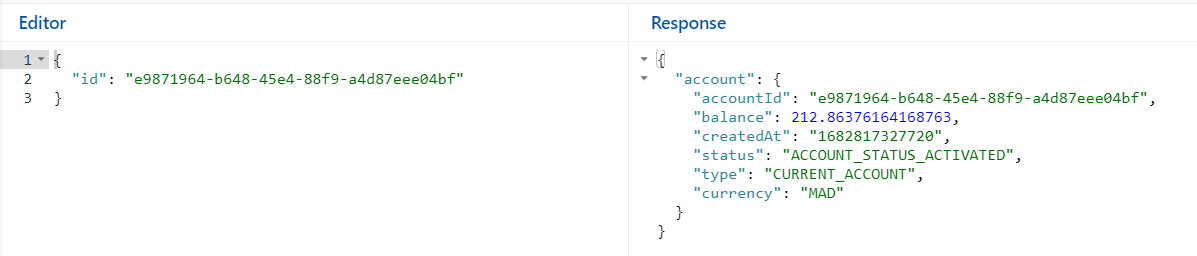 Editor
1 {
2 "id": "e9871964-b648-45e4-88f9-a4d87eee04bf"
3 }
Response
{
"account": {
"accountId": "e9871964-b648-45e4-88f9-a4d87eee04bf",
"balance": 212.86376164168763,
"createdAt": "1682817327720",
"status": "ACCOUNT_STATUS_ACTIVATED",
"type": "CURRENT_ACCOUNT",
"currency": "MAD"
}
}